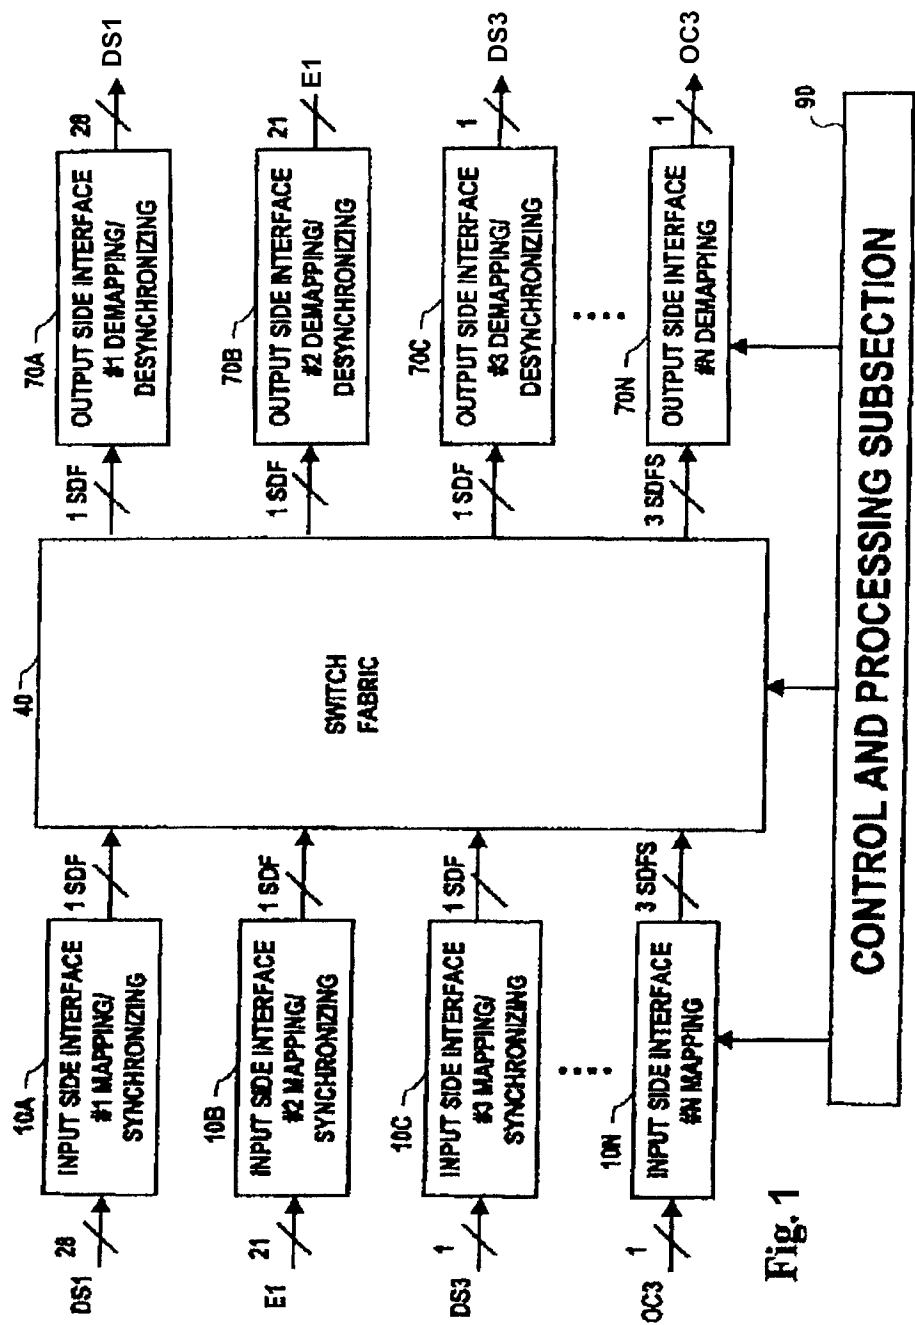 DS1
28
10A
INPUT SIDE INTERFACE
#1 MAPPING/
SYNCHRONIZING
1 SDF
40
SWITCH
FABRIC
1 SDF
70A
OUTPUT SIDE INTERFACE
#1 DEMAPPING/
DESYNCHRONIZING
28
DS1
E1
21
10B
INPUT SIDE INTERFACE
#2 MAPPING/
SYNCHRONIZING
1 SDF
1 SDF
70B
OUTPUT SIDE INTERFACE
#2 DEMAPPING/
DESYNCHRONIZING
21
E1
DS3
1
10C
INPUT SIDE INTERFACE
#3 MAPPING/
SYNCHRONIZING
1 SDF
1 SDF
70C
OUTPUT SIDE INTERFACE
#3 DEMAPPING/
DESYNCHRONIZING
1
DS3
OC3
1
10N
INPUT SIDE INTERFACE
#N MAPPING
3 SDFS
3 SDFS
70N
OUTPUT SIDE INTERFACE
#N DEMAPPING
1
OC3
90
CONTROL AND PROCESSING SUBSECTION
Fig. 1